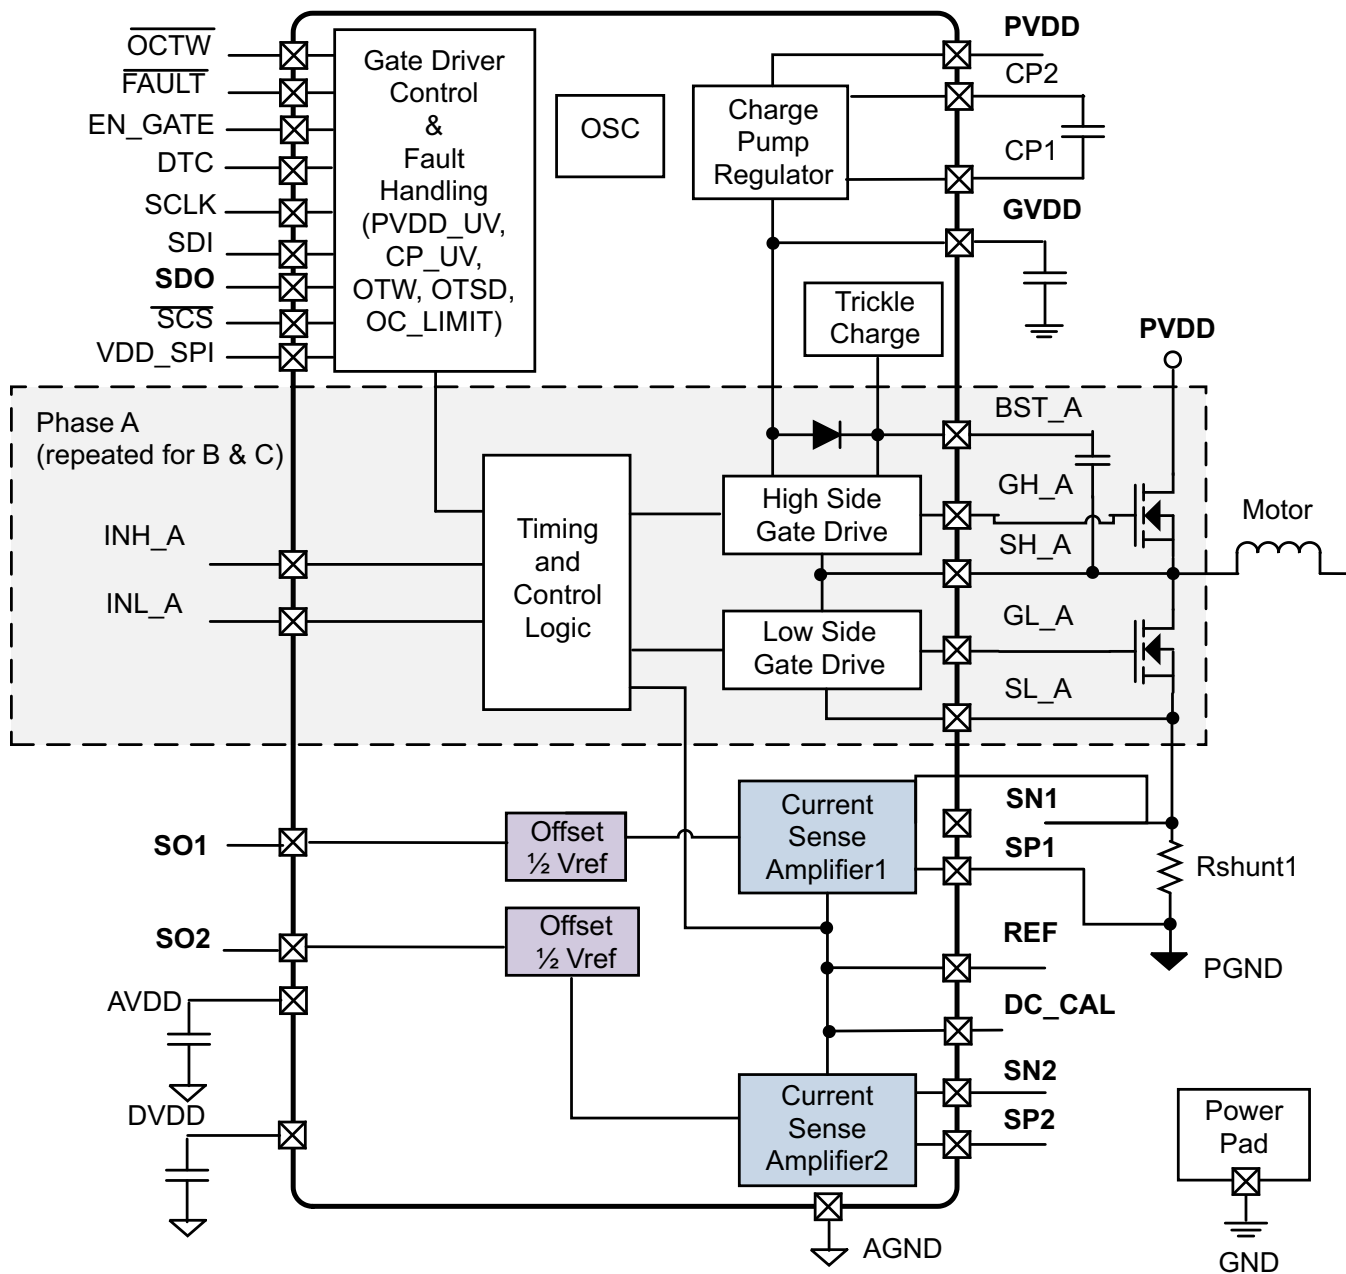 OCTW
FAULT
EN_GATE
DTC
SCLK
SDI
SDO
SCS
VDD_SPI
Gate Driver
Control
&
Fault
Handling
(PVDD_UV,
CP_UV,
OTW, OTSD,
OC_LIMIT)
OSC
Charge
Pump
Regulator
PVDD
CP2
CP1
GVDD
Trickle
Charge
PVDD
Phase A
(repeated for B & C)
INH_A
INL_A
Timing
and
Control
Logic
High Side
Gate Drive
Low Side
Gate Drive
BST_A
GH_A
SH_A
GL_A
SL_A
Motor
SO1
SO2
AVDD
DVDD
Offset
½ Vref
Offset
½ Vref
Current
Sense
Amplifier1
Current
Sense
Amplifier2
SN1
SP1
REF
DC_CAL
SN2
SP2
Rshunt1
PGND
AGND
Power
Pad
GND